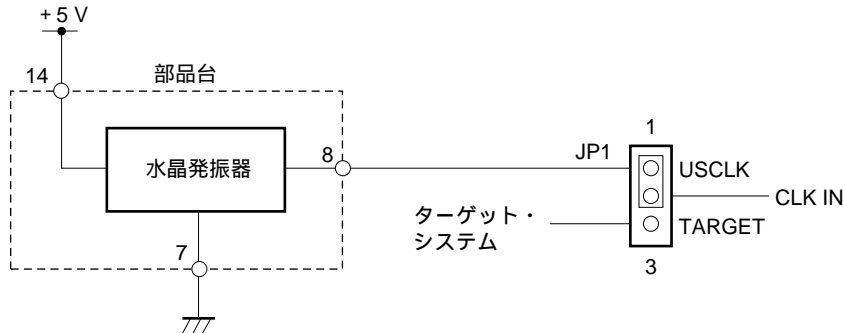 +5 V
14
部品台
水晶発振器
8
7
JP1
1
USCLK
CLK IN
ターゲット・
システム
TARGET
3